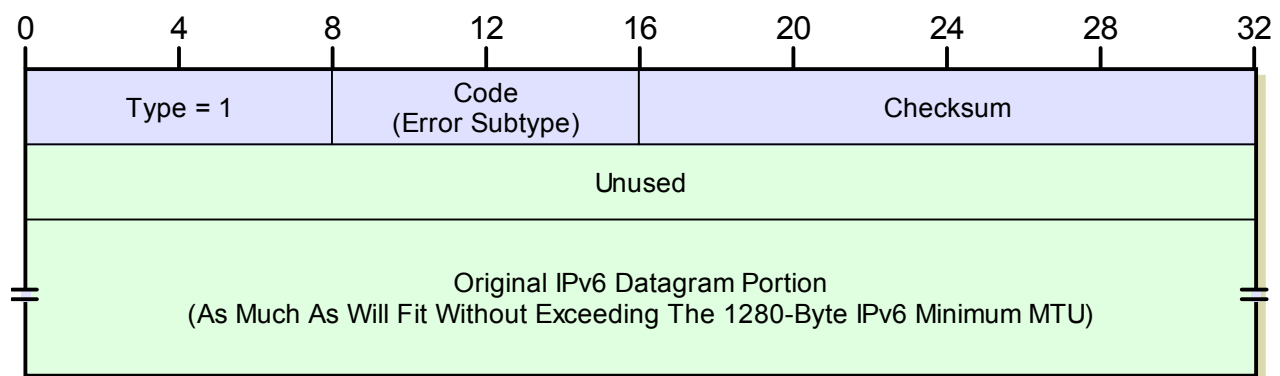 0 4 8 12 16 20 24 28 32
Type = 1
Code
(Error Subtype)
Checksum
Unused
Original IPv6 Datagram Portion
(As Much As Will Fit Without Exceeding The 1280-Byte IPv6 Minimum MTU)